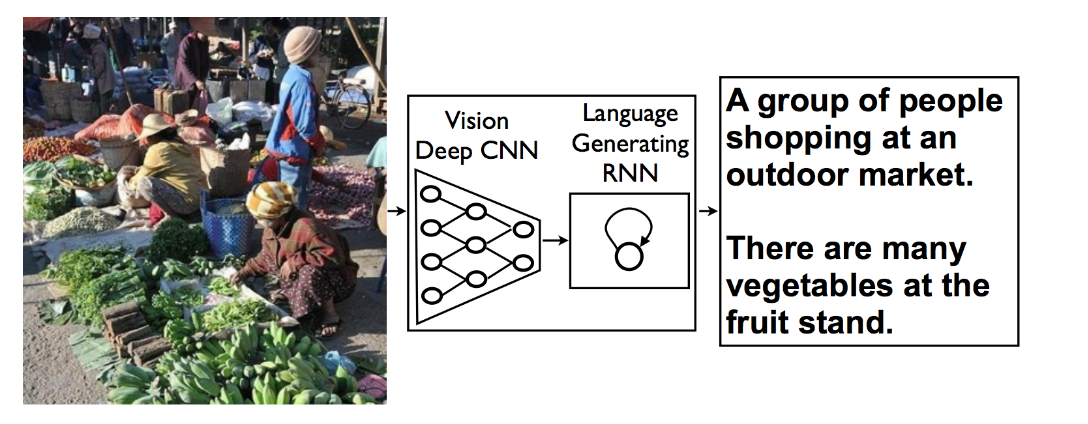 Vision
Deep CNN
Language
Generating
RNN
A group of people
shopping at an
outdoor market.
There are many
vegetables at the
fruit stand.